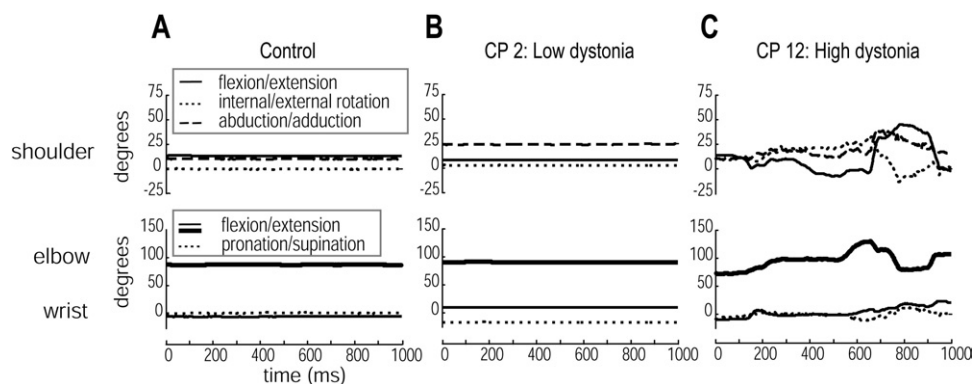 A
B
C
Control
CP 2: Low dystonia
CP 12: High dystonia
flexion/extension
internal/external rotation
abduction/adduction
75
50
25
0
-25
75
50
25
0
-25
75
50
25
0
-25
shoulder
degrees
flexion/extension
pronation/supination
150
100
50
0
150
100
50
0
150
100
50
0
elbow
wrist
degrees
0 200 400 600 800 1000
0 200 400 600 800 1000
0 200 400 600 800 1000
time (ms)